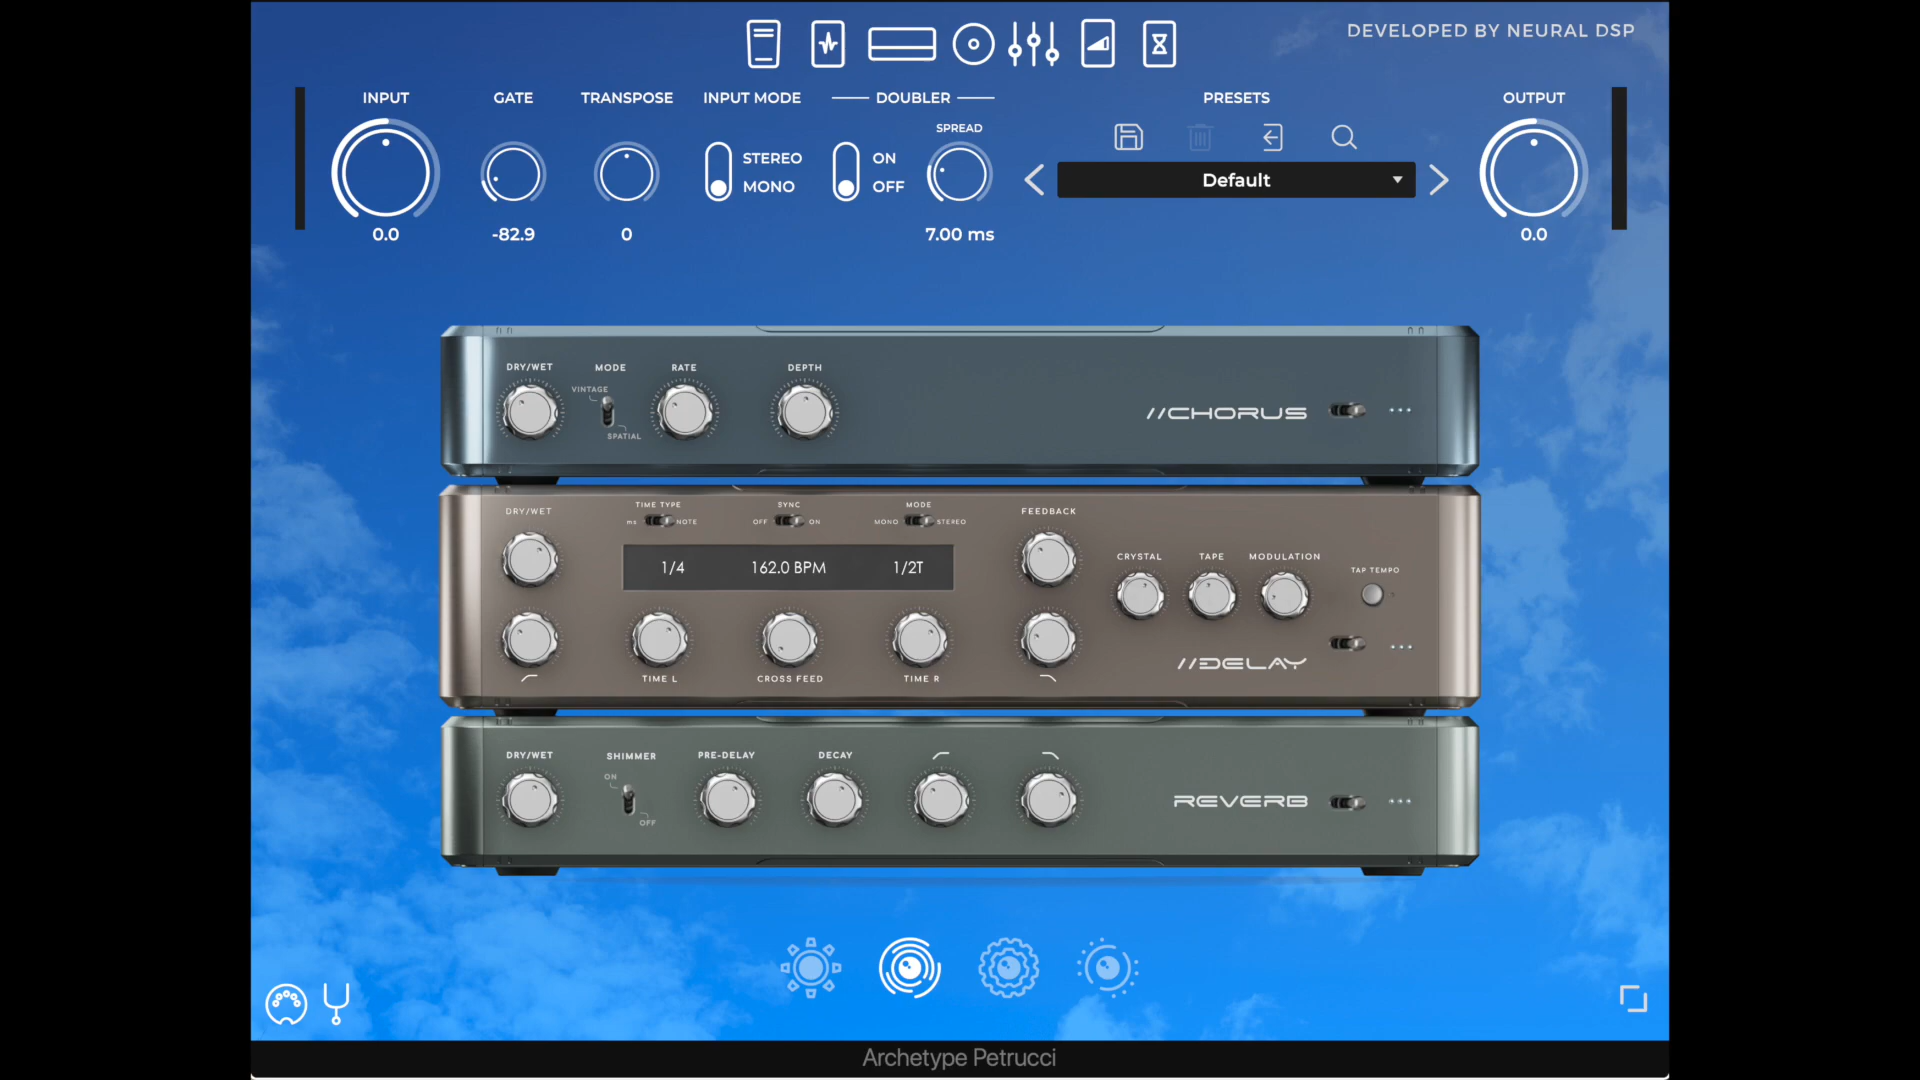 DEVELOPED BY NEURAL DSP
INPUT GATE TRANSPOSE INPUT MODE DOUBLER PRESETS OUTPUT
SPREAD
STEREO ON
MONO OFF
Default
0.0 -82.9 0 7.00 ms 0.0
DRY/WET MODE RATE DEPTH
VINTAGE
//CHORUS
SPATIAL
TIME TYPE SYNC MODE
DRY/WET FEEDBACK
ms NOTE OFF ON MONO STEREO
CRYSTAL TAPE MODULATION
1/4 162.0 BPM 1/2T
TAP TEMPO
//DELAY
TIME L CROSS FEED TIME R
DRY/WET SHIMMER PRE-DELAY DECAY
ON
REVERB
OFF
Archetype Petrucci